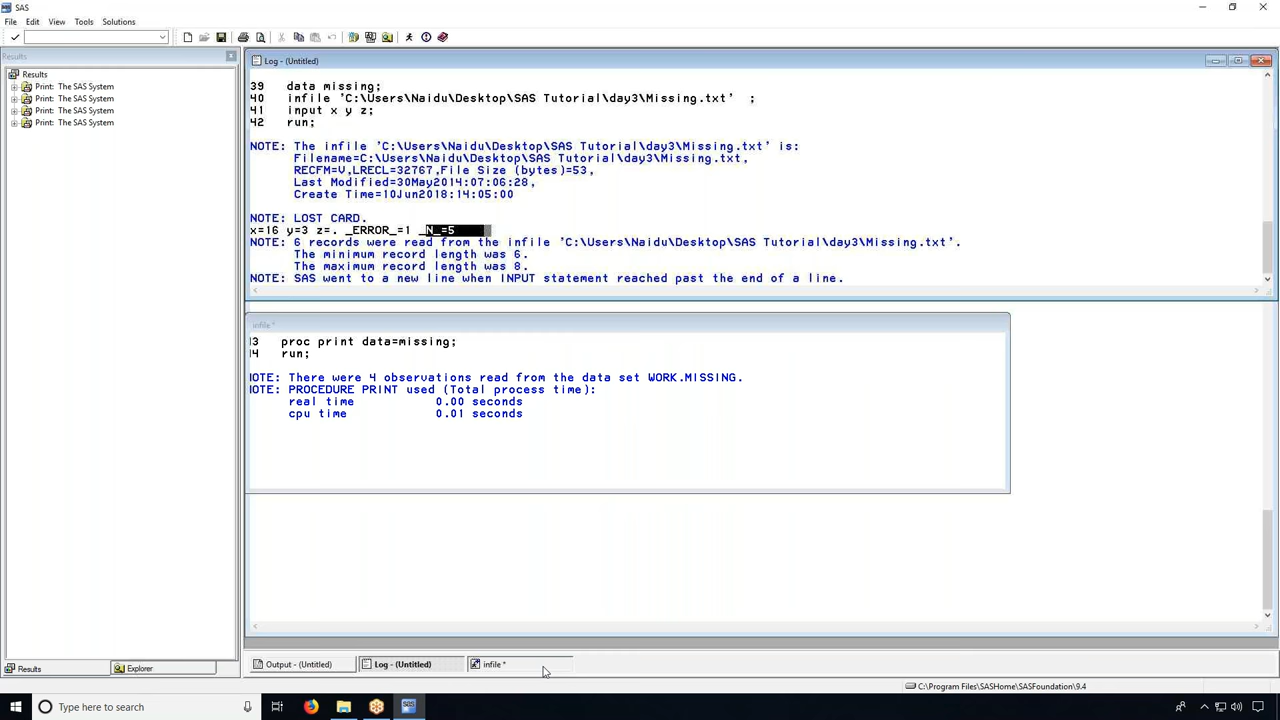 SAS
File Edit View Tools Solutions
Results
Log - (Untitled)
Results
Print: The SAS System
Print: The SAS System
Print: The SAS System
Print: The SAS System
39 data missing;
40 infile 'C:\Users\Naidu\Desktop\SAS Tutorial\day3\Missing.txt' ;
41 input x y z;
42 run;
NOTE: The infile 'C:\Users\Naidu\Desktop\SAS Tutorial\day3\Missing.txt' is:
Filename=C:\Users\Naidu\Desktop\SAS Tutorial\day3\Missing.txt,
RECFM=V,LRECL=32767,File Size (bytes)=53,
Last Modified=30May2014:07:06:28,
Create Time=10Jun2018:14:05:00
NOTE: LOST CARD.
x=16 y=3 z=. _ERROR_=1 _N_=5
NOTE: 6 records were read from the infile 'C:\Users\Naidu\Desktop\SAS Tutorial\day3\Missing.txt'.
The minimum record length was 6.
The maximum record length was 8.
NOTE: SAS went to a new line when INPUT statement reached past the end of a line.
infile *
3 proc print data=missing;
4 run;
OTE: There were 4 observations read from the data set WORK.MISSING.
OTE: PROCEDURE PRINT used (Total process time):
real time 0.00 seconds
cpu time 0.01 seconds
Results Explorer
Output - (Untitled) Log - (Untitled) infile *
C:\Program Files\SASHome\SASFoundation\9.4
Type here to search
SAS